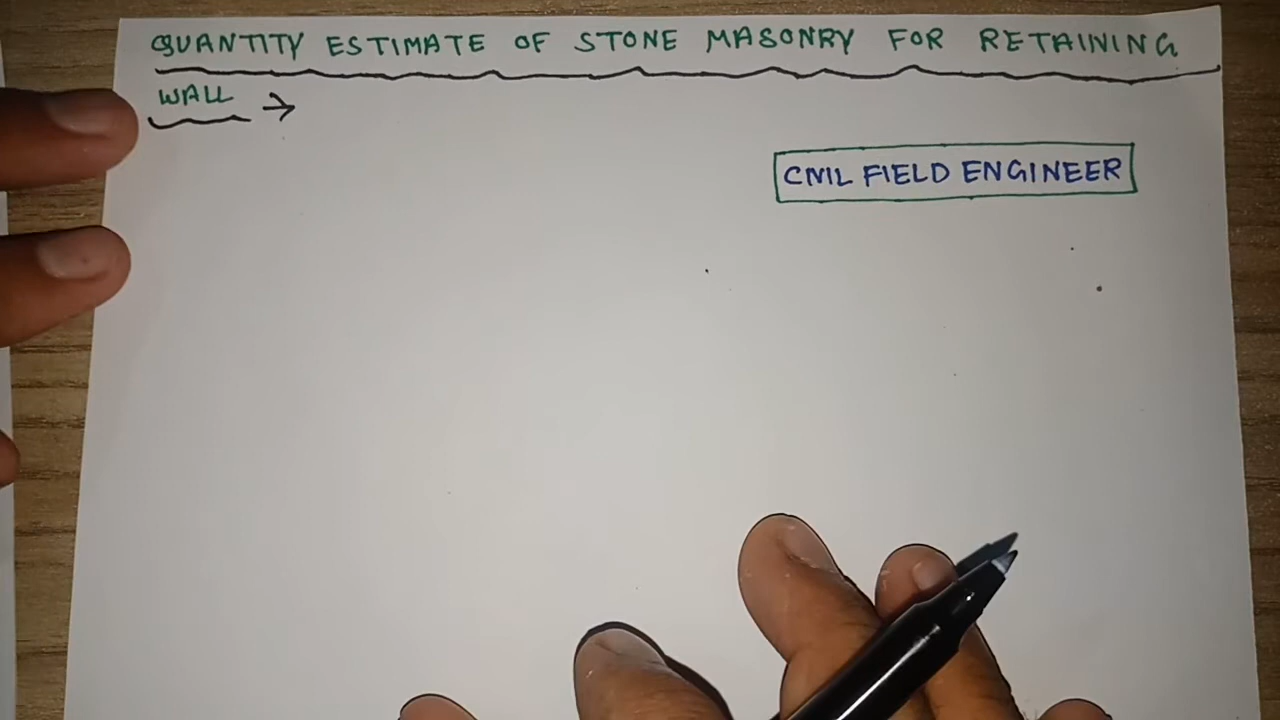 QUANTITY ESTIMATE OF STONE MASONRY FOR RETAINING
WALL →
CIVIL FIELD ENGINEER